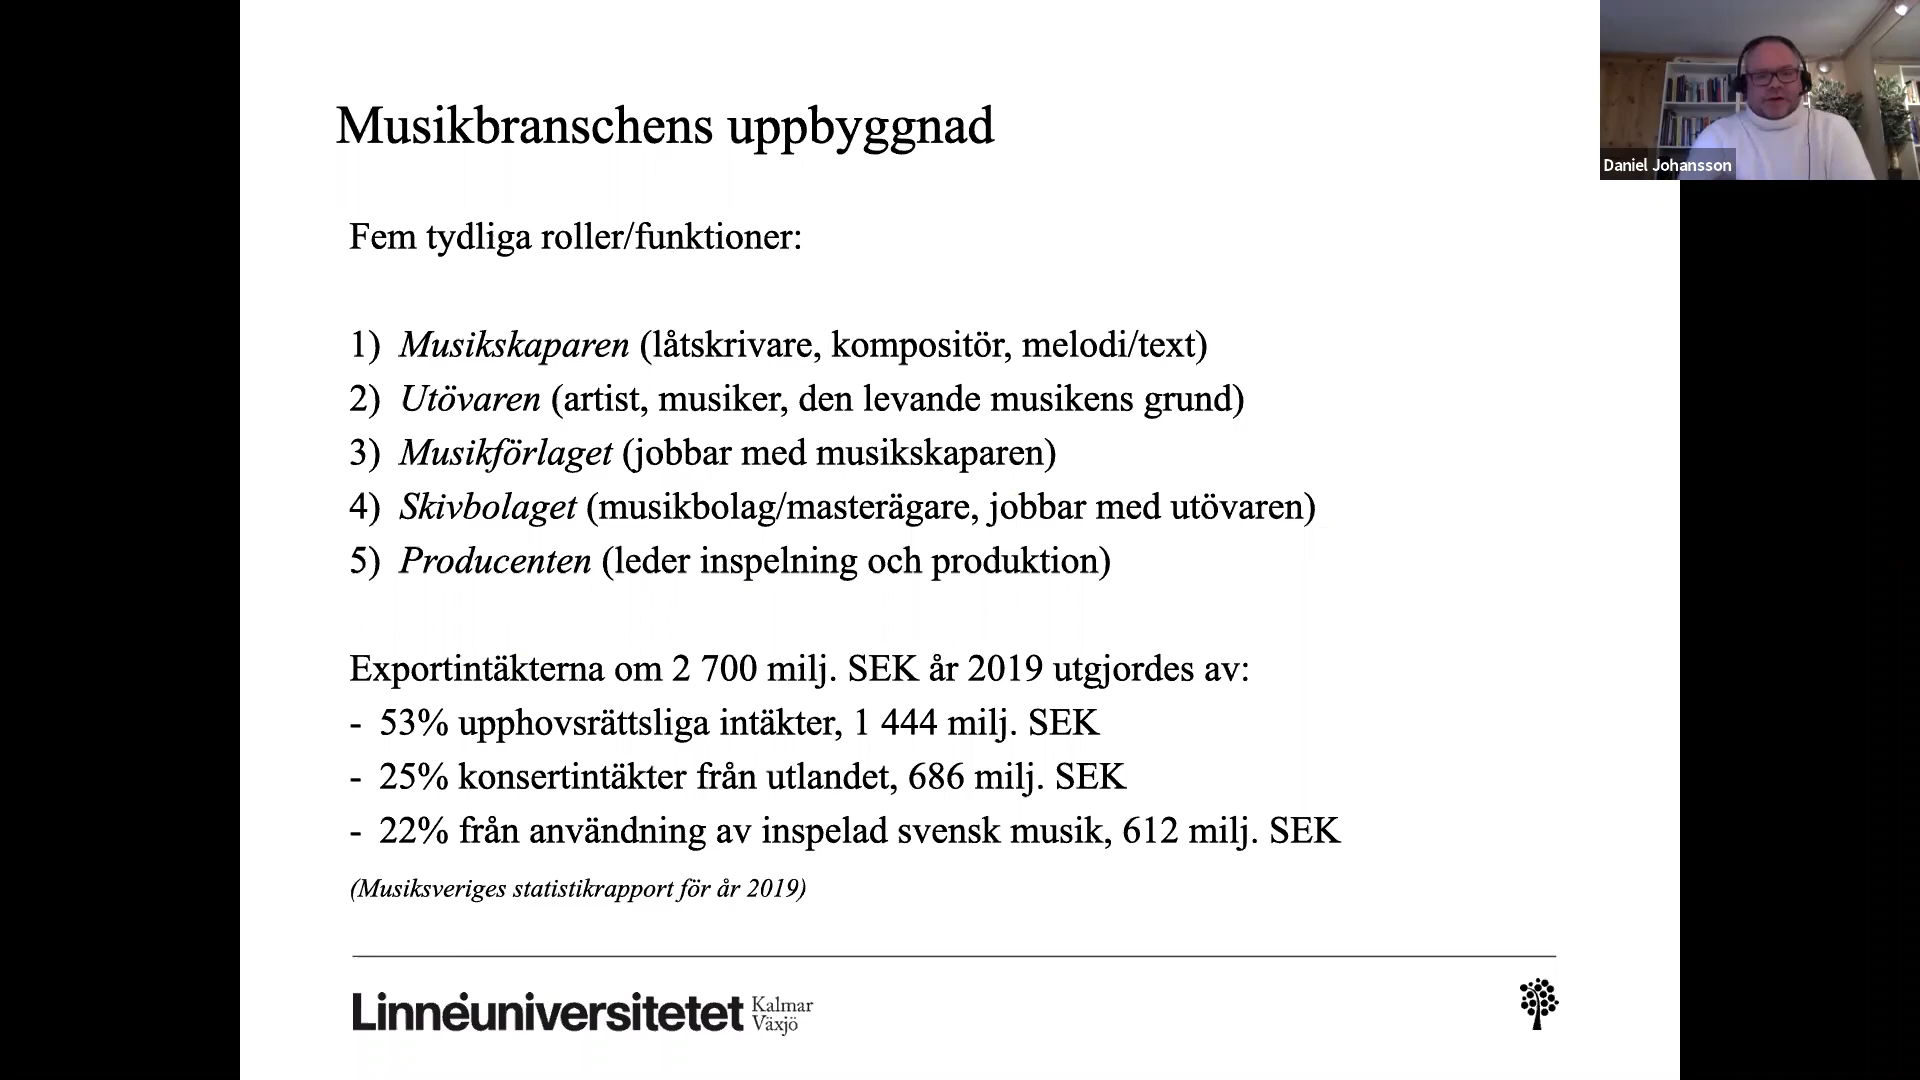 Musikbranschens uppbyggnad
Daniel Johansson
Fem tydliga roller/funktioner:
1) Musikskaparen (låtskrivare, kompositör, melodi/text)
2) Utövaren (artist, musiker, den levande musikens grund)
3) Musikförlaget (jobbar med musikskaparen)
4) Skivbolaget (musikbolag/masterägare, jobbar med utövaren)
5) Producenten (leder inspelning och produktion)
Exportintäkterna om 2 700 milj. SEK år 2019 utgjordes av:
- 53% upphovsrättsliga intäkter, 1 444 milj. SEK
- 25% konsertintäkter från utlandet, 686 milj. SEK
- 22% från användning av inspelad svensk musik, 612 milj. SEK
(Musiksveriges statistikrapport för år 2019)
Linnéuniversitetet
Kalmar
Växjö